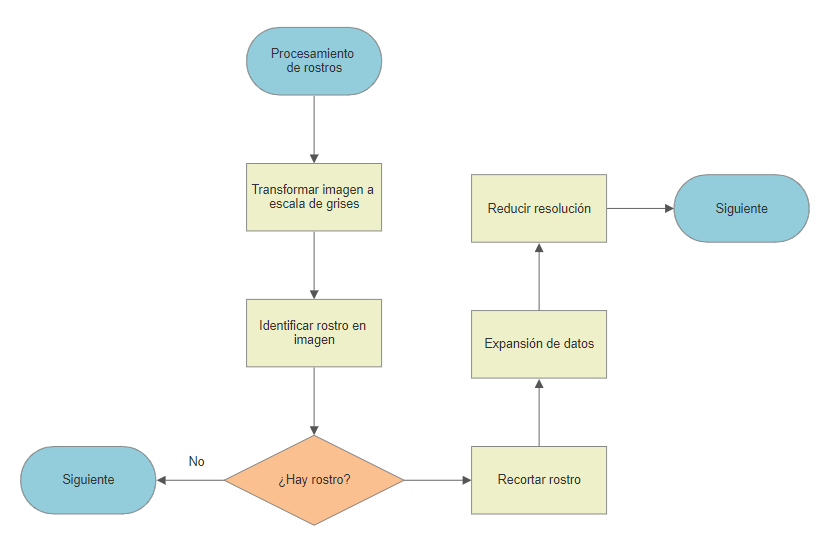 Procesamiento
de rostros
Transformar imagen a
escala de grises
Identificar rostro en
imagen
¿Hay rostro?
No
Siguiente
Recortar rostro
Expansión de datos
Reducir resolución
Siguiente